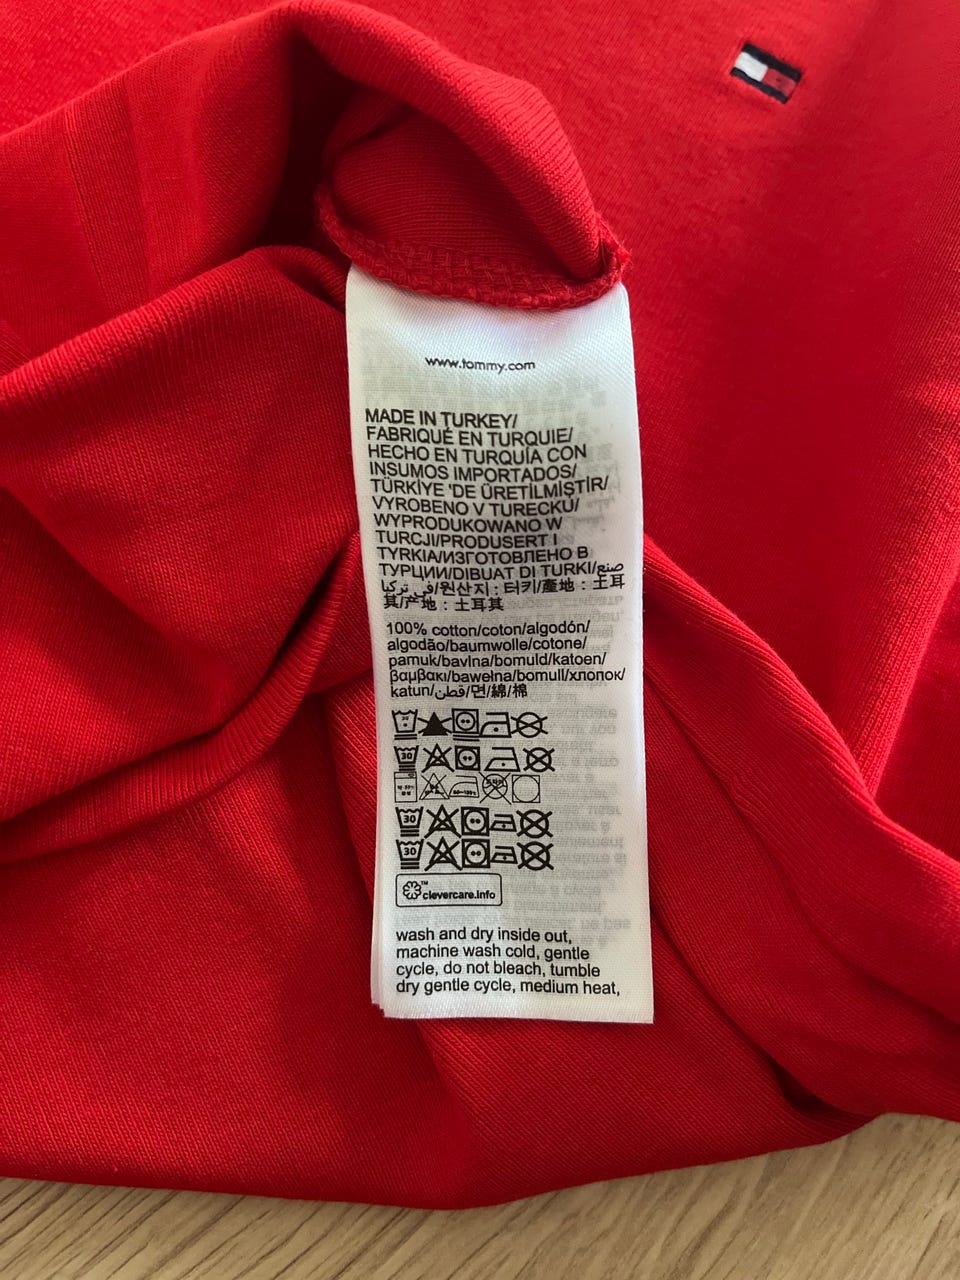 www.tommy.com
MADE IN TURKEY/
FABRIQUÉ EN TURQUIE/
HECHO EN TURQUÍA CON
INSUMOS IMPORTADOS/
TÜRKİYE 'DE ÜRETİLMİŞTİR/
VYROBENO V TURECKU/
WYPRODUKOWANO W
TURCJI/PRODUSERT I
TYRKIA/ИЗГОТОВЛЕНО В
ТУРЦИИ/DIBUAT DI TURKI/صنع
في تركيا/원산지 : 터키/產地 : 土耳
其/产地 : 土耳其
100% cotton/coton/algodón/
algodão/baumwolle/cotone/
pamuk/bavlna/bomuld/katoen/
βαμβακι/bawełna/bomull/хлопок/
katun/قطن/면/綿/棉
30
30
30
clevercare.info
wash and dry inside out,
machine wash cold, gentle
cycle, do not bleach, tumble
dry gentle cycle, medium heat,